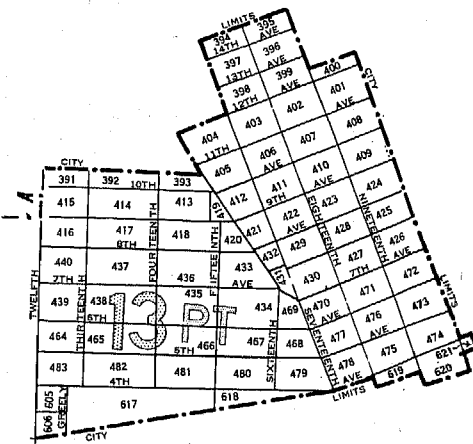 LIMITS
394 395
14TH AVE
397 396
13TH AVE
398 399 400
12TH AVE
CITY
404 403 402 401
11TH AVE
405 406 407 408
AVE
CITY
391 392 393
10TH
412 411 410 409
9TH AVE
415 414 413 419
421 422 429 424
AVE
EIGHTEENTH
NINETEENTH
416 417 418 420
8TH
432 428 425
431 430 427 426
7TH AVE
440 437 436 433
7TH AVE
TWELFTH
THIRTEENTH
FOURTEENTH
FIFTEENTH
SIXTEENTH
SEVENTEENTH
439 438 435 434 469 470 471 472
6TH AVE
LIMITS
13 PT
464 465 466 467 468 477 476 473
5TH AVE
483 482 481 480 479 478 475 474
4TH AVE
605 606
GREELY
617 618 619 620 621
CITY LIMITS
A